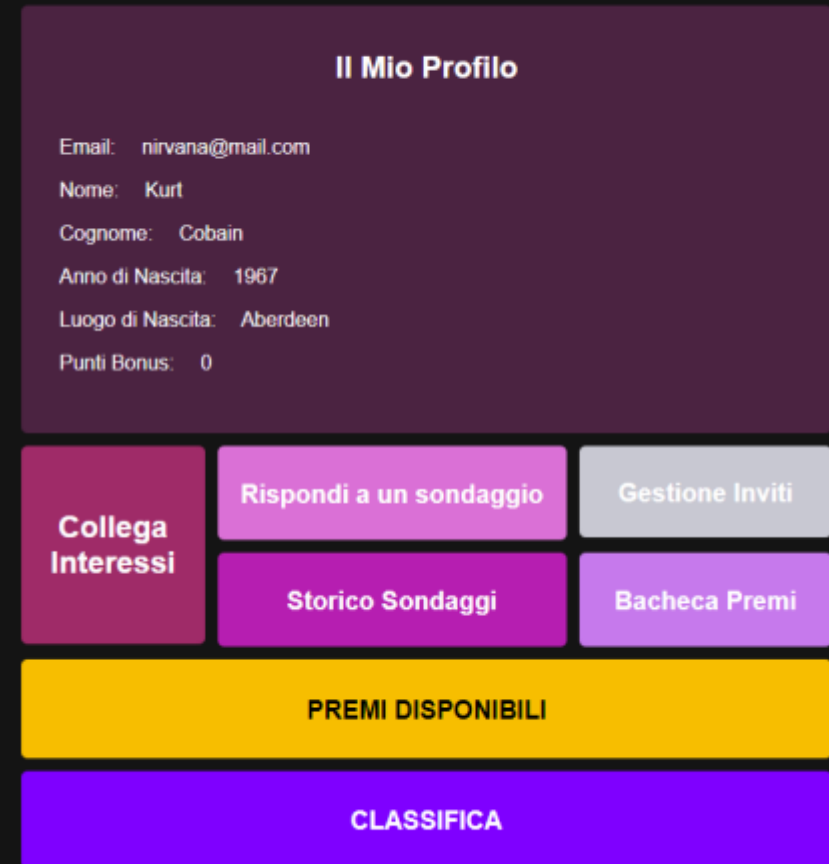 Il Mio Profilo
Email: nirvana@mail.com
Nome: Kurt
Cognome: Cobain
Anno di Nascita: 1967
Luogo di Nascita: Aberdeen
Punti Bonus: 0
Collega
Interessi
Rispondi a un sondaggio
Gestione Inviti
Storico Sondaggi
Bacheca Premi
PREMI DISPONIBILI
CLASSIFICA